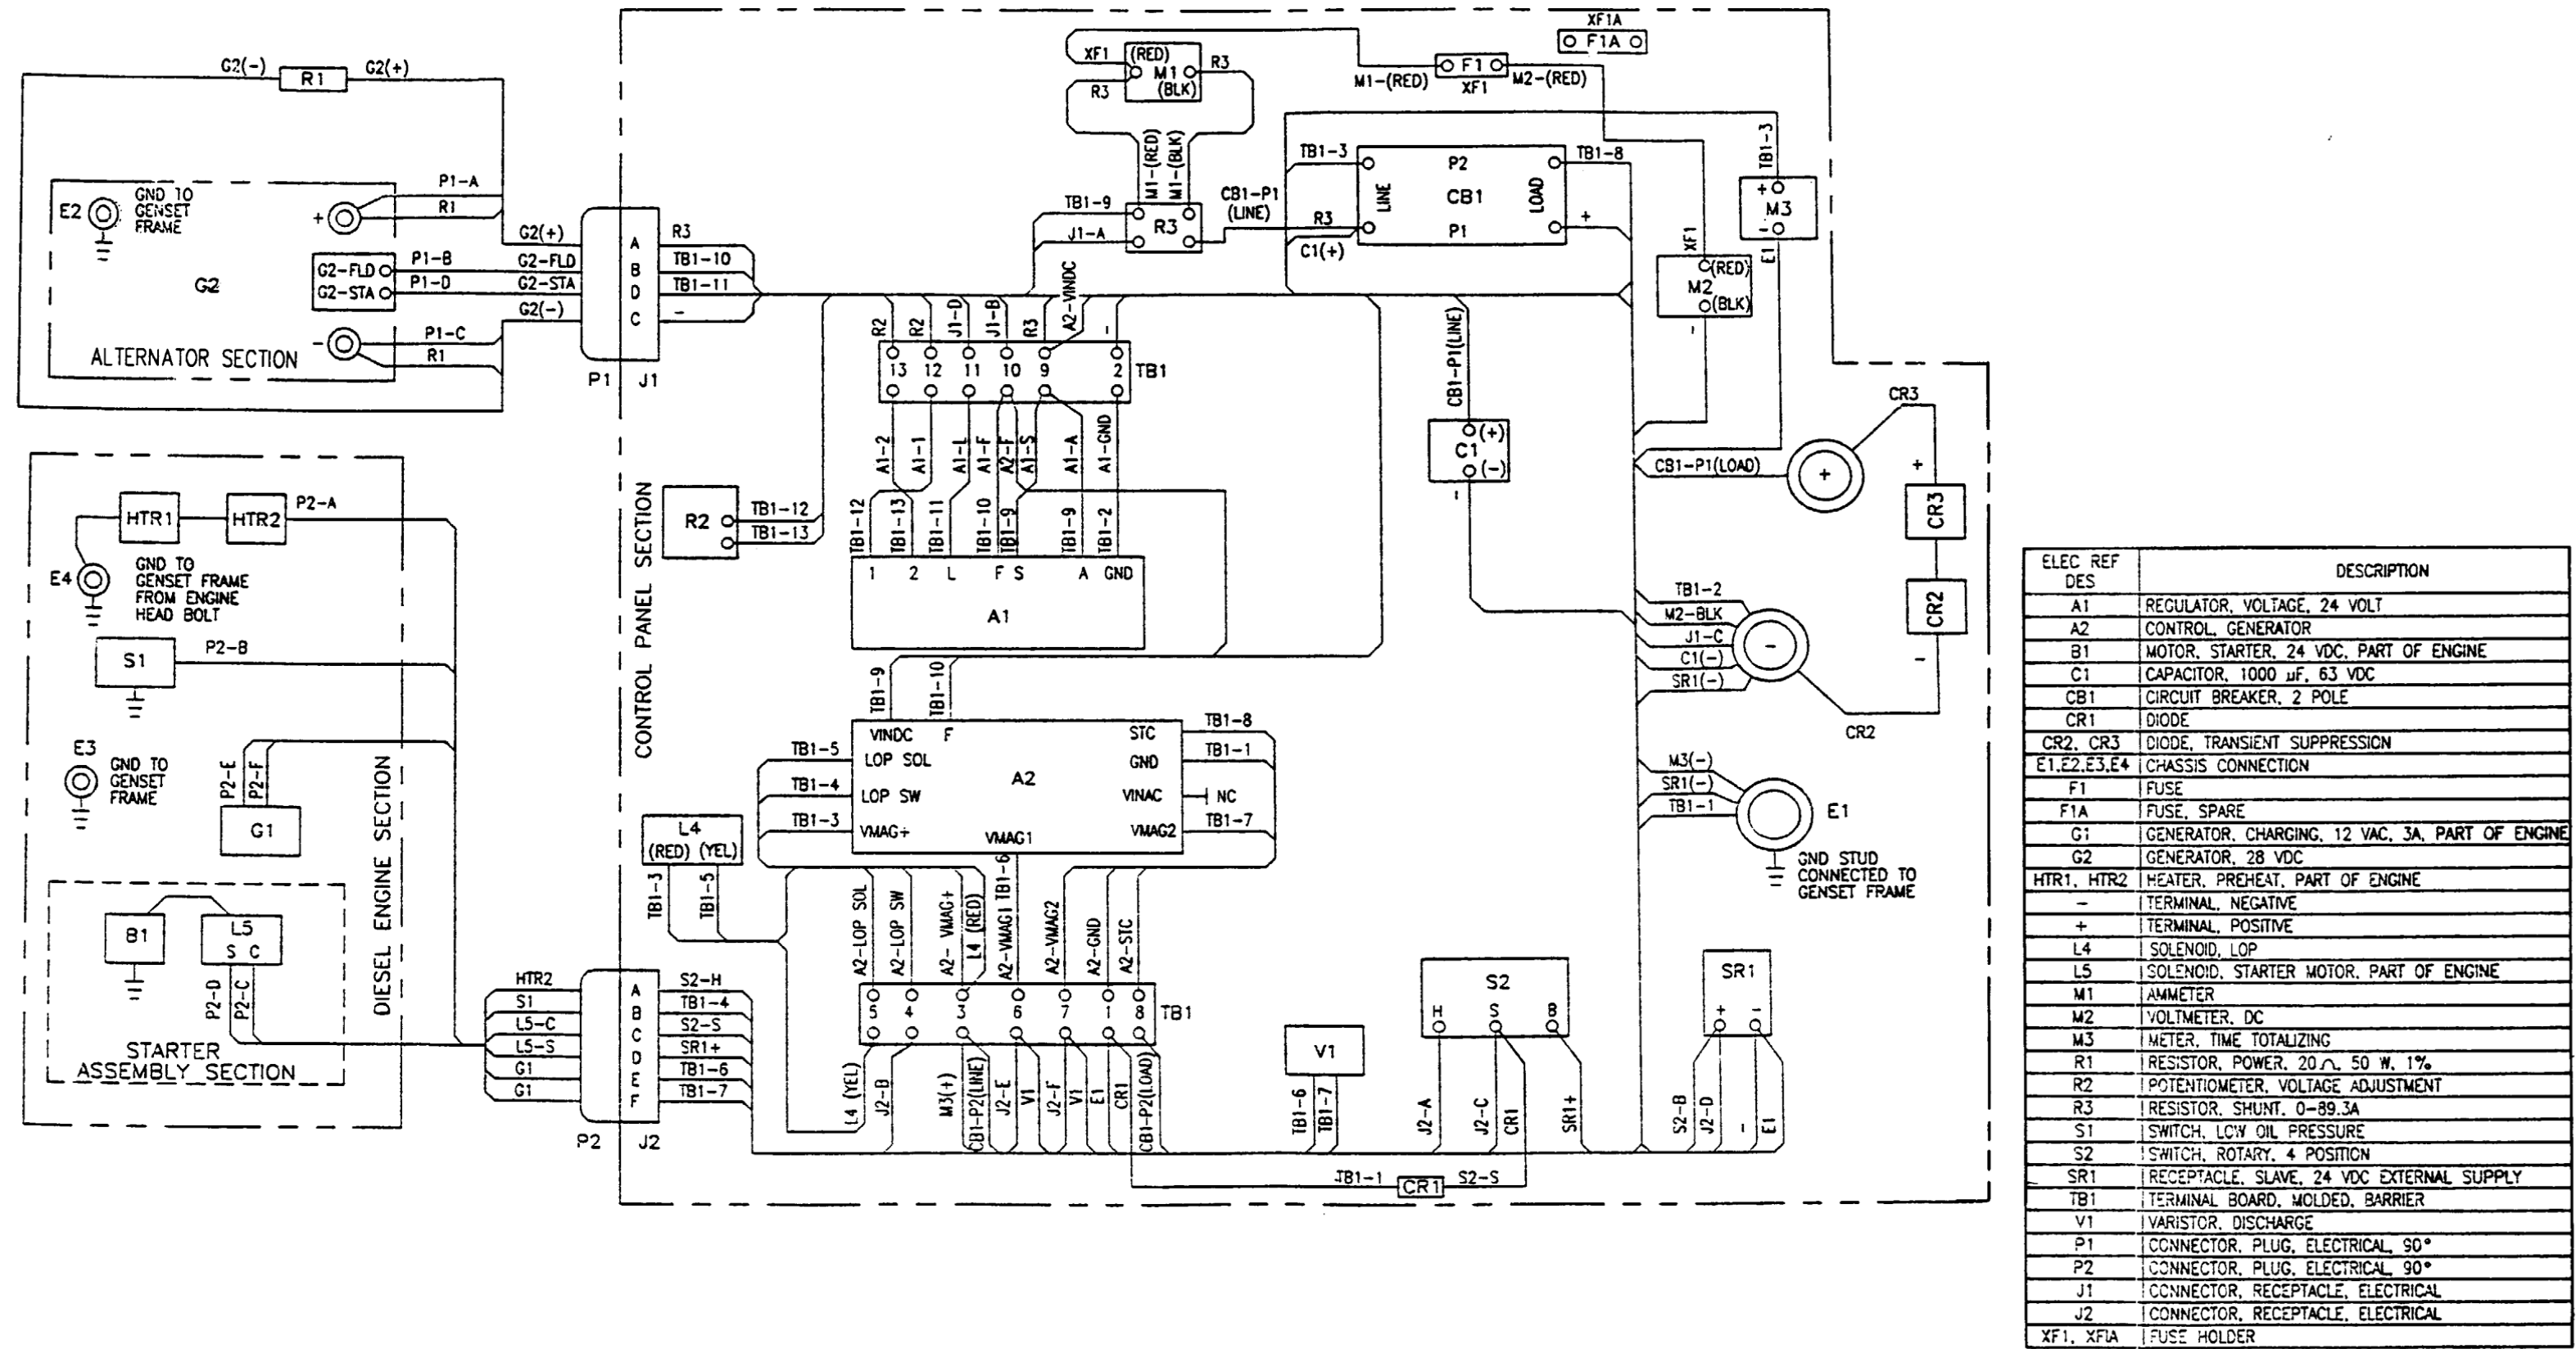 G2(-)
R1
G2(+)
E2
GND TO
GENSET
FRAME
P1-A
R1
+
G2
G2-FLD
G2-STA
P1-B
P1-D
G2(+)
G2-FLD
G2-STA
G2(-)
-
P1-C
R1
ALTERNATOR SECTION
P1
J1
A
B
D
C
R3
TB1-10
TB1-11
-
XF1
(RED)
M1
(BLK)
R3
R3
M1-(RED)
M1-(BLK)
TB1-9
J1-A
R3
CB1-P1
(LINE)
XF1A
F1A
M1-(RED)
F1
XF1
M2-(RED)
TB1-3
R3
C1(+)
LINE
P2
CB1
P1
LOAD
TB1-8
+
TB1-3
+
M3
-
E1
XF1
(RED)
M2
(BLK)
-
R2
R2
J1-D
J1-B
R3
A2-VINDC
-
13
12
11
10
9
2
TB1
A1-2
A1-1
A1-L
A1-F
A2-F
A1-S
A1-A
A1-GND
TB1-12
TB1-13
TB1-11
TB1-10
TB1-9
TB1-9
TB1-2
1
2
L
F
S
A
GND
A1
CB1-P1(LINE)
(+)
C1
(-)
-
CR3
CB1-P1(LOAD)
+
+
CR3
CR2
-
CR2
TB1-2
M2-BLK
J1-C
C1(-)
SR1(-)
-
M3(-)
SR1(-)
TB1-1
E1
GND STUD
CONNECTED TO
GENSET FRAME
R2
TB1-12
TB1-13
CONTROL PANEL SECTION
HTR1
HTR2
P2-A
E4
GND TO
GENSET FRAME
FROM ENGINE
HEAD BOLT
S1
P2-B
E3
GND TO
GENSET
FRAME
P2-E
P2-F
G1
DIESEL ENGINE SECTION
B1
L5
S C
P2-D
P2-C
STARTER
ASSEMBLY SECTION
HTR2
S1
L5-C
L5-S
G1
G1
A
B
C
D
E
F
S2-H
TB1-4
S2-S
SR1+
TB1-6
TB1-7
P2
J2
TB1-9
TB1-10
VINDC
F
STC
LOP SOL
GND
A2
LOP SW
VINAC
NC
VMAG+
VMAG1
VMAG2
TB1-5
TB1-4
TB1-3
TB1-8
TB1-1
TB1-7
TB1-6
L4
(RED) (YEL)
TB1-3
TB1-5
A2-LOP SOL
A2-LOP SW
A2- VMAG+
L4 (RED)
A2-VMAG1
A2-VMAG2
A2-GND
A2-STC
5
4
3
6
7
1
8
TB1
L4 (YEL)
J2-B
M3(+)
CB1-P2(LINE)
J2-E
V1
J2-F
V1
E1
CR1
CB1-P2(LOAD)
V1
TB1-6
TB1-7
S2
H
S
B
J2-A
J2-C
CR1
SR1+
SR1
+
-
S2-B
J2-D
-
E1
TB1-1
CR1
S2-S
ELEC REF
DES
DESCRIPTION
A1 REGULATOR, VOLTAGE, 24 VOLT
A2 CONTROL, GENERATOR
B1 MOTOR, STARTER, 24 VDC, PART OF ENGINE
C1 CAPACITOR, 1000 µF, 63 VDC
CB1 CIRCUIT BREAKER, 2 POLE
CR1 DIODE
CR2, CR3 DIODE, TRANSIENT SUPPRESSION
E1,E2,E3,E4 CHASSIS CONNECTION
F1 FUSE
F1A FUSE, SPARE
G1 GENERATOR, CHARGING, 12 VAC, 3A, PART OF ENGINE
G2 GENERATOR, 28 VDC
HTR1, HTR2 HEATER, PREHEAT, PART OF ENGINE
- TERMINAL, NEGATIVE
+ TERMINAL, POSITIVE
L4 SOLENOID, LOP
L5 SOLENOID, STARTER MOTOR, PART OF ENGINE
M1 AMMETER
M2 VOLTMETER, DC
M3 METER, TIME TOTALIZING
R1 RESISTOR, POWER, 20 Ω, 50 W, 1%
R2 POTENTIOMETER, VOLTAGE ADJUSTMENT
R3 RESISTOR, SHUNT, 0-89.3A
S1 SWITCH, LOW OIL PRESSURE
S2 SWITCH, ROTARY, 4 POSITION
SR1 RECEPTACLE, SLAVE, 24 VDC EXTERNAL SUPPLY
TB1 TERMINAL BOARD, MOLDED, BARRIER
V1 VARISTOR, DISCHARGE
P1 CONNECTOR, PLUG, ELECTRICAL, 90°
P2 CONNECTOR, PLUG, ELECTRICAL, 90°
J1 CONNECTOR, RECEPTACLE, ELECTRICAL
J2 CONNECTOR, RECEPTACLE, ELECTRICAL
XF1, XF1A FUSE HOLDER